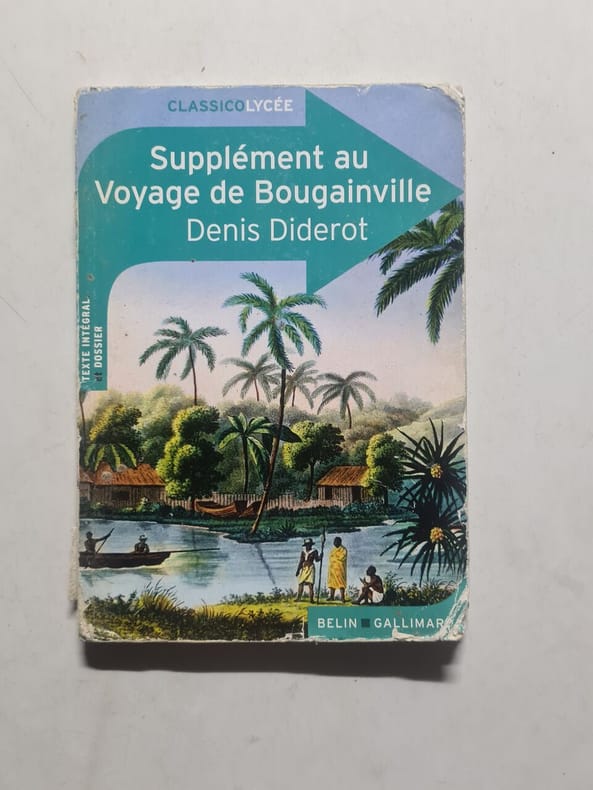 CLASSICOLYCÉE
Supplément au
Voyage de Bougainville
Denis Diderot
TEXTE INTÉGRAL
et DOSSIER
BELIN ■ GALLIMAR